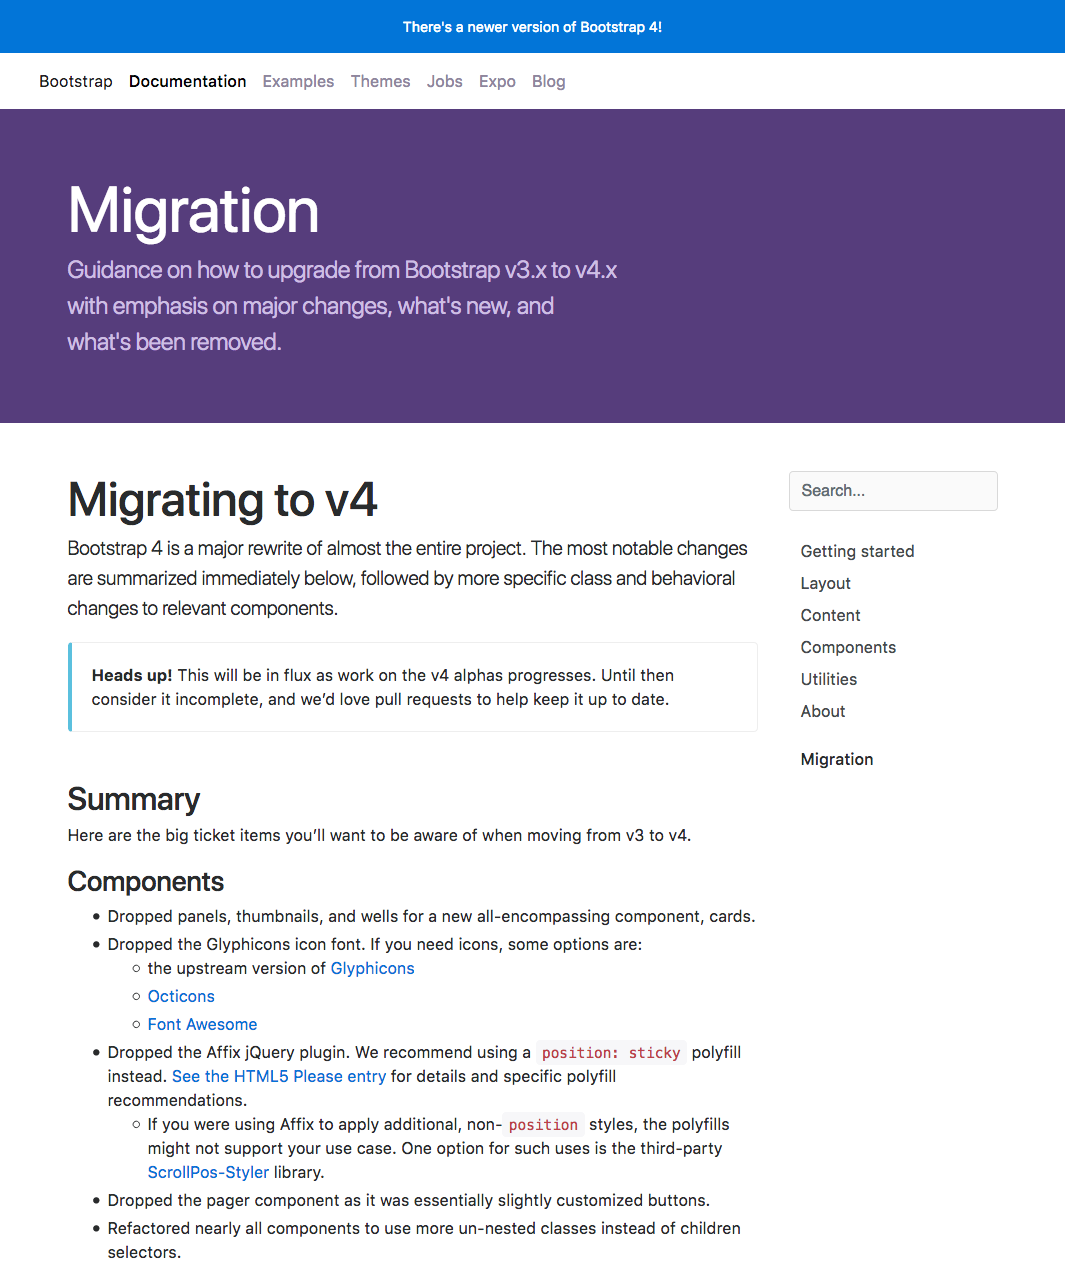 There's a newer version of Bootstrap 4!
Bootstrap Documentation Examples Themes Jobs Expo Blog
Migration
Guidance on how to upgrade from Bootstrap v3.x to v4.x
with emphasis on major changes, what's new, and
what's been removed.
Migrating to v4
Bootstrap 4 is a major rewrite of almost the entire project. The most notable changes
are summarized immediately below, followed by more specific class and behavioral
changes to relevant components.
Heads up! This will be in flux as work on the v4 alphas progresses. Until then
consider it incomplete, and we’d love pull requests to help keep it up to date.
Summary
Here are the big ticket items you’ll want to be aware of when moving from v3 to v4.
Components
• Dropped panels, thumbnails, and wells for a new all-encompassing component, cards.
• Dropped the Glyphicons icon font. If you need icons, some options are:
◦ the upstream version of Glyphicons
◦ Octicons
◦ Font Awesome
• Dropped the Affix jQuery plugin. We recommend using a position: sticky polyfill
instead. See the HTML5 Please entry for details and specific polyfill
recommendations.
◦ If you were using Affix to apply additional, non-position styles, the polyfills
might not support your use case. One option for such uses is the third-party
ScrollPos-Styler library.
• Dropped the pager component as it was essentially slightly customized buttons.
• Refactored nearly all components to use more un-nested classes instead of children
selectors.
Search...
Getting started
Layout
Content
Components
Utilities
About
Migration